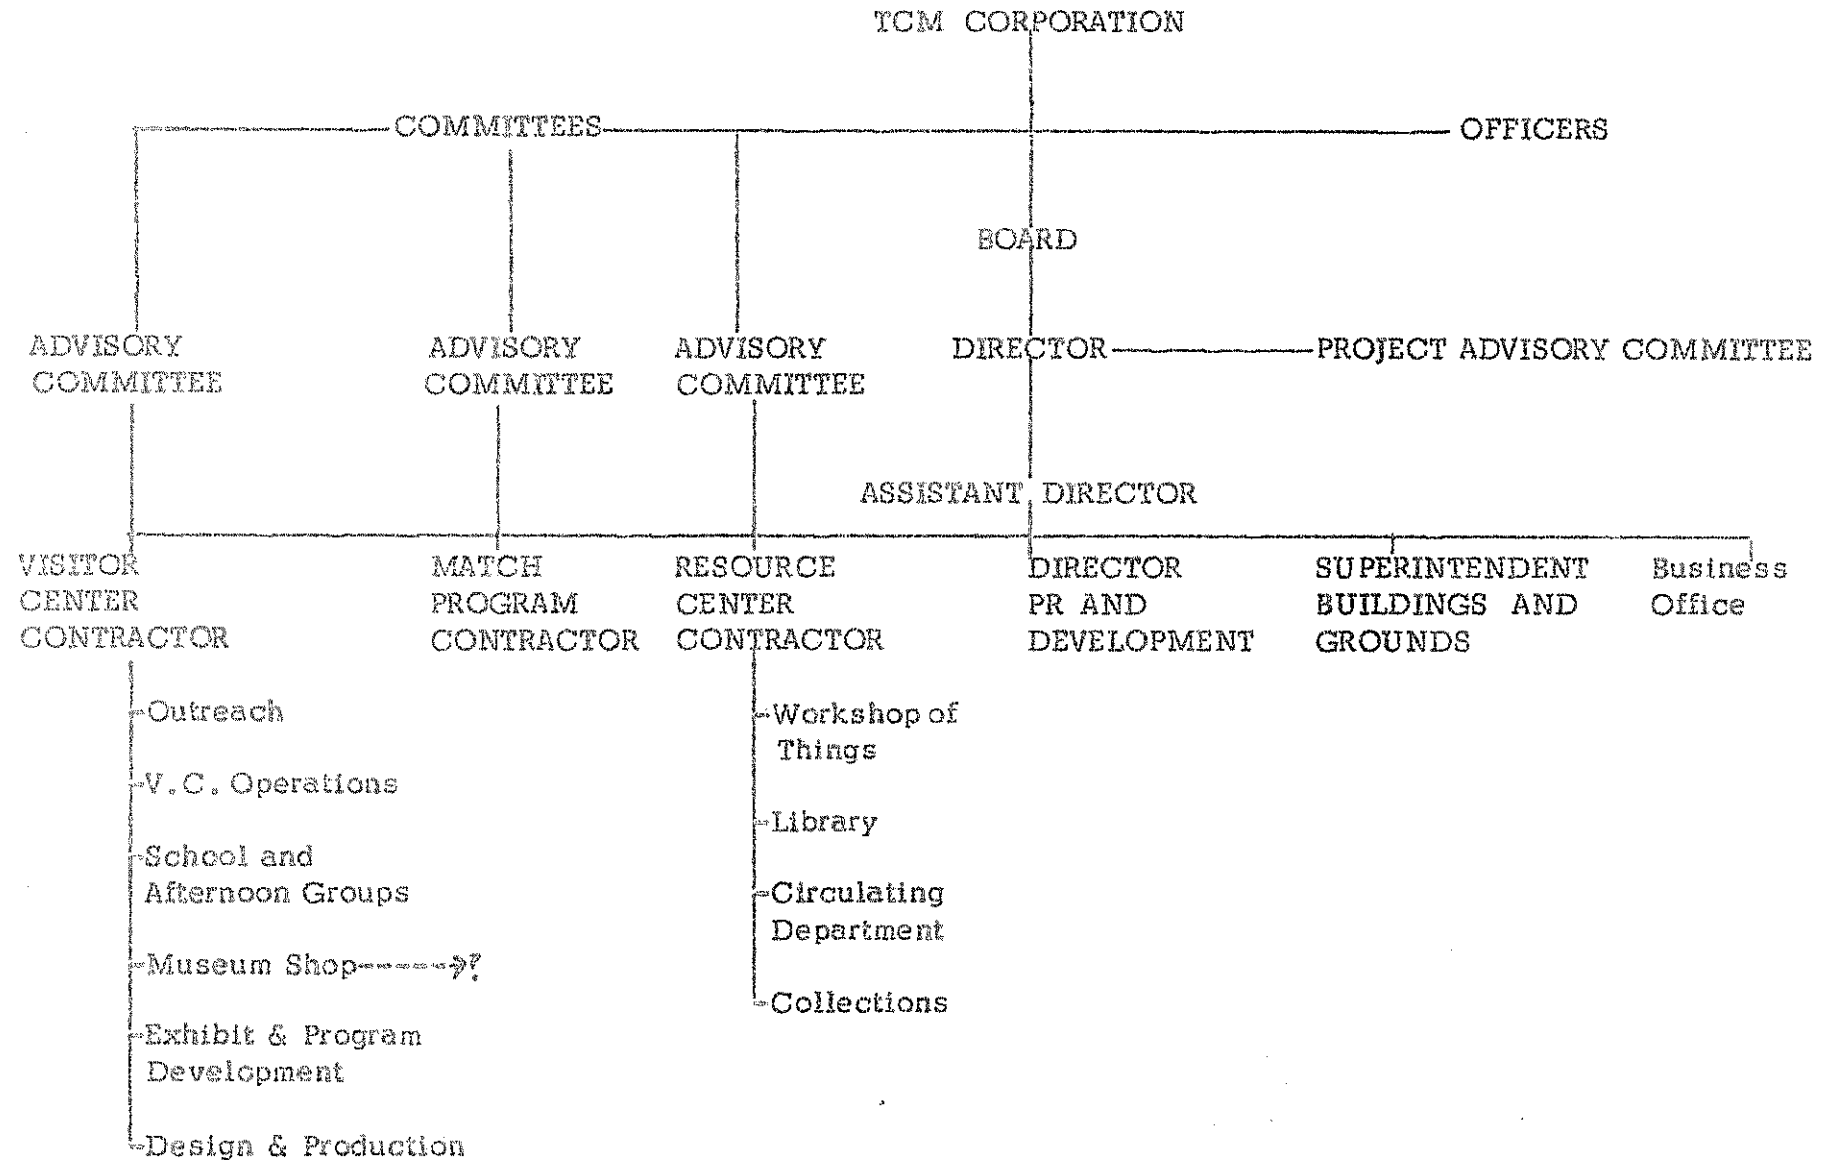 TCM CORPORATION
COMMITTEES OFFICERS
BOARD
ADVISORY
COMMITTEE
ADVISORY
COMMITTEE
ADVISORY
COMMITTEE
DIRECTOR
PROJECT ADVISORY COMMITTEE
ASSISTANT DIRECTOR
VISITOR
CENTER
CONTRACTOR
MATCH
PROGRAM
CONTRACTOR
RESOURCE
CENTER
CONTRACTOR
DIRECTOR
PR AND
DEVELOPMENT
SUPERINTENDENT
BUILDINGS AND
GROUNDS
Business
Office
Outreach
V.C. Operations
School and
Afternoon Groups
Museum Shop----->?
Exhibit & Program
Development
Design & Production
Workshop of
Things
Library
Circulating
Department
Collections